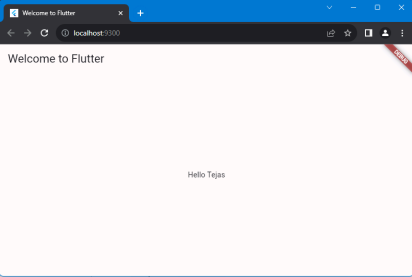 Welcome to Flutter
localhost:9300
DEBUG
Welcome to Flutter
Hello Tejas